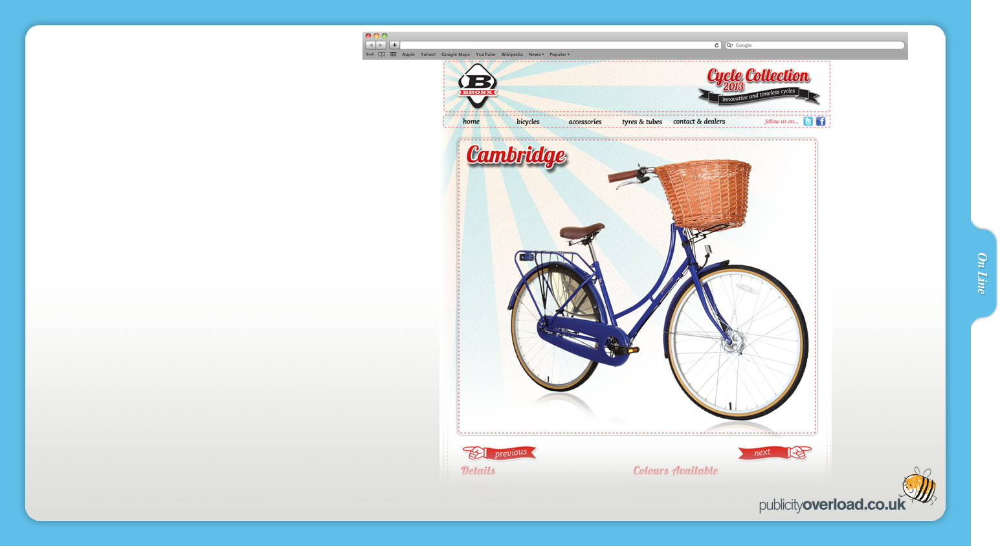 Google
Apple Yahoo! Google Maps YouTube Wikipedia News Popular
B
BRONX
Cycle Collection
2013
innovative and timeless cycles
home bicycles accessories tyres & tubes contact & dealers follow us on...
Cambridge
On Line
previous next
Details Colours Available
publicityoverload.co.uk